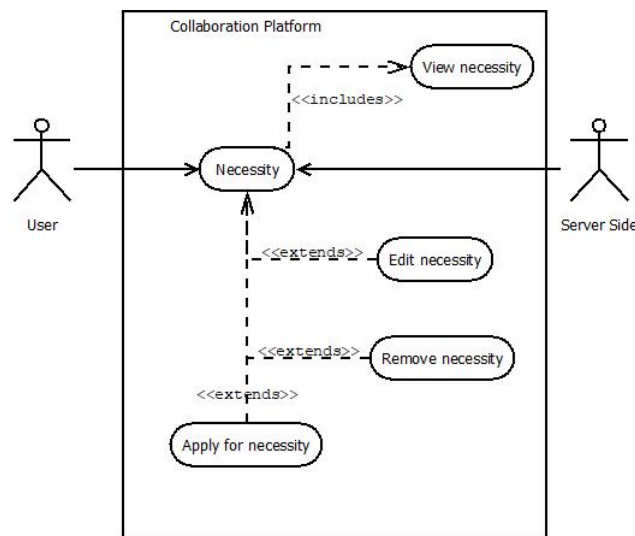 Collaboration Platform
View necessity
<<includes>>
Necessity
User
Server Side
<<extends>>
Edit necessity
<<extends>>
Remove necessity
<<extends>>
Apply for necessity